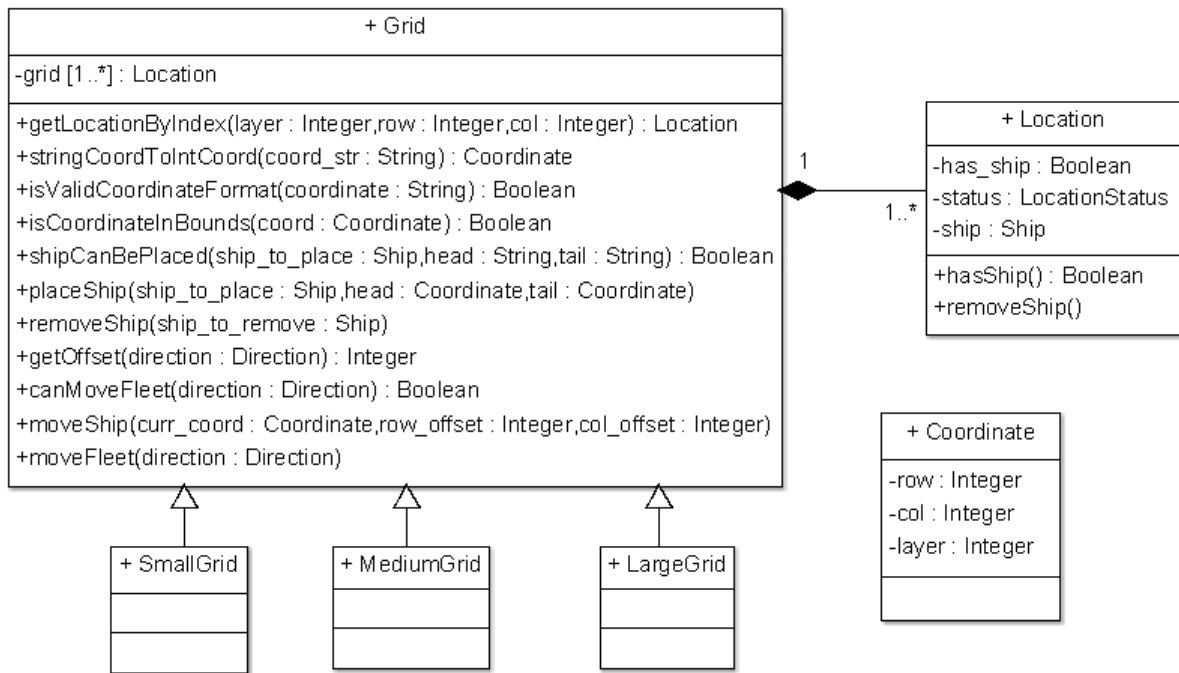 + Grid
-grid [1..*] : Location
+getLocationByIndex(layer : Integer,row : Integer,col : Integer) : Location
+stringCoordToIntCoord(coord_str : String) : Coordinate
+isValidCoordinateFormat(coordinate : String) : Boolean
+isCoordinateInBounds(coord : Coordinate) : Boolean
+shipCanBePlaced(ship_to_place : Ship,head : String,tail : String) : Boolean
+placeShip(ship_to_place : Ship,head : Coordinate,tail : Coordinate)
+removeShip(ship_to_remove : Ship)
+getOffset(direction : Direction) : Integer
+canMoveFleet(direction : Direction) : Boolean
+moveShip(curr_coord : Coordinate,row_offset : Integer,col_offset : Integer)
+moveFleet(direction : Direction)
1
1..*
+ Location
-has_ship : Boolean
-status : LocationStatus
-ship : Ship
+hasShip() : Boolean
+removeShip()
+ Coordinate
-row : Integer
-col : Integer
-layer : Integer
+ SmallGrid
+ MediumGrid
+ LargeGrid